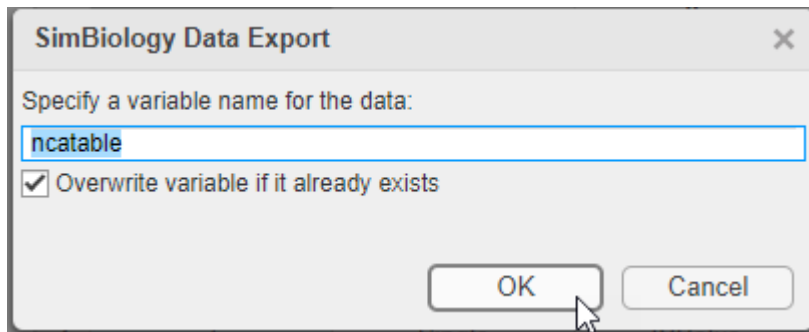 SimBiology Data Export
Specify a variable name for the data:
ncatable
Overwrite variable if it already exists
OK
Cancel